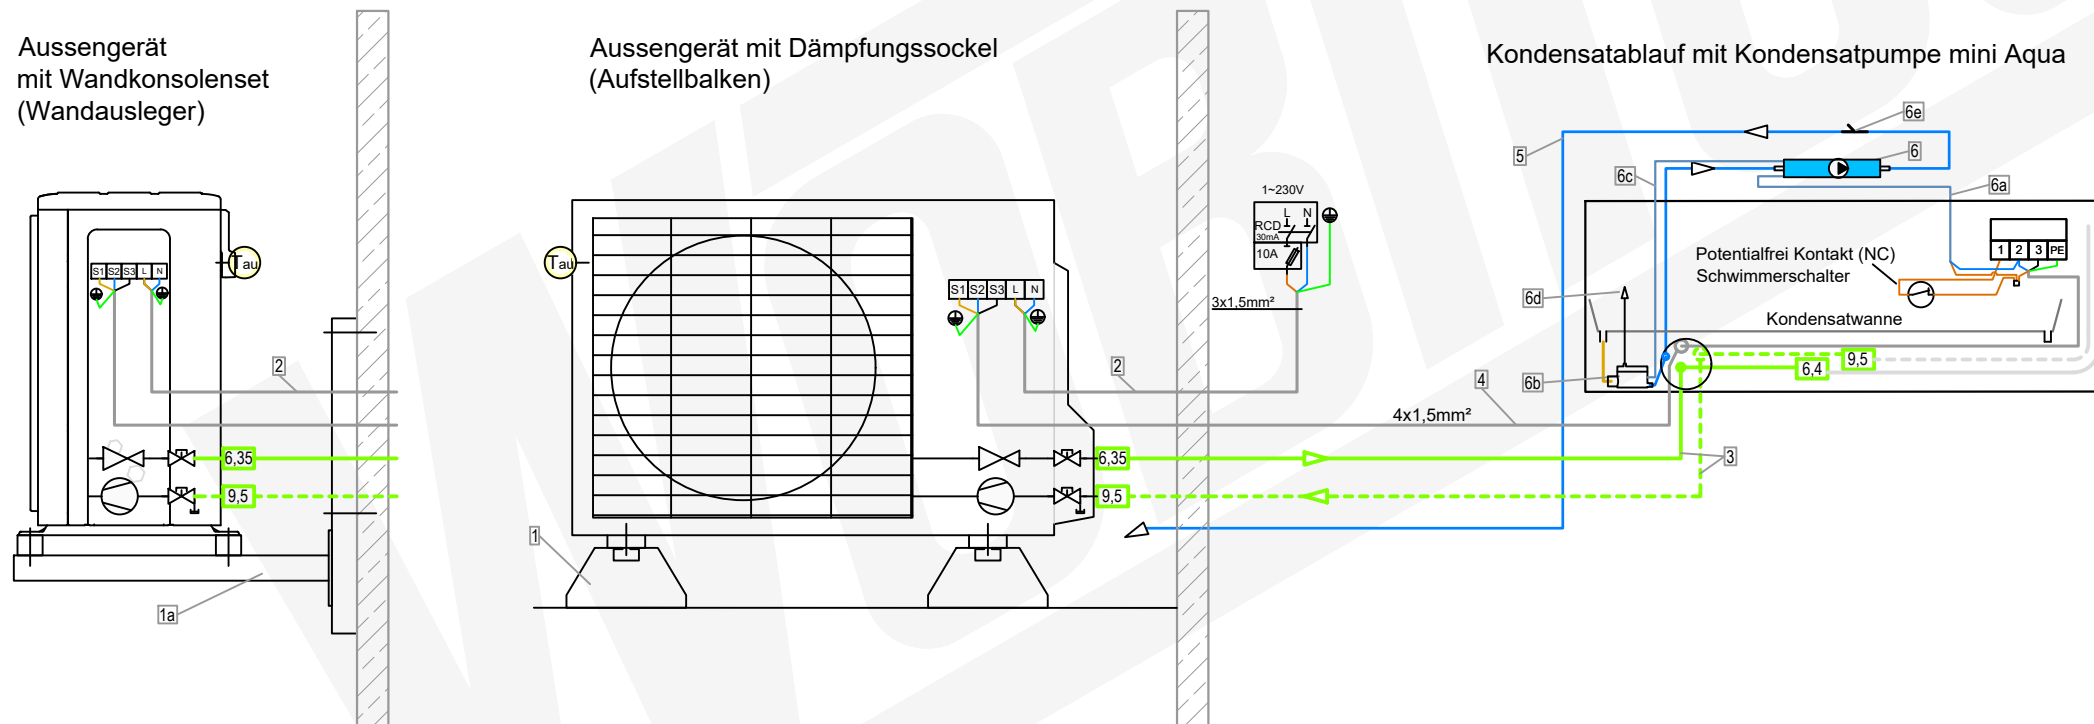 Aussengerät
mit Wandkonsolenset
(Wandausleger)
Tau
S1 S2 S3 L N
2
6,35
9,5
1a
Aussengerät mit Dämpfungssockel
(Aufstellbalken)
Tau
S1 S2 S3 L N
1
2
6,35
9,5
1~230V
L N
RCD
30mA
10A
3x1,5mm²
4
4x1,5mm²
3
Kondensatablauf mit Kondensatpumpe mini Aqua
6e
5
6
6c
6a
1 2 3 PE
Potentialfrei Kontakt (NC)
Schwimmerschalter
6d
Kondensatwanne
9,5
6,4
6b
WOBI